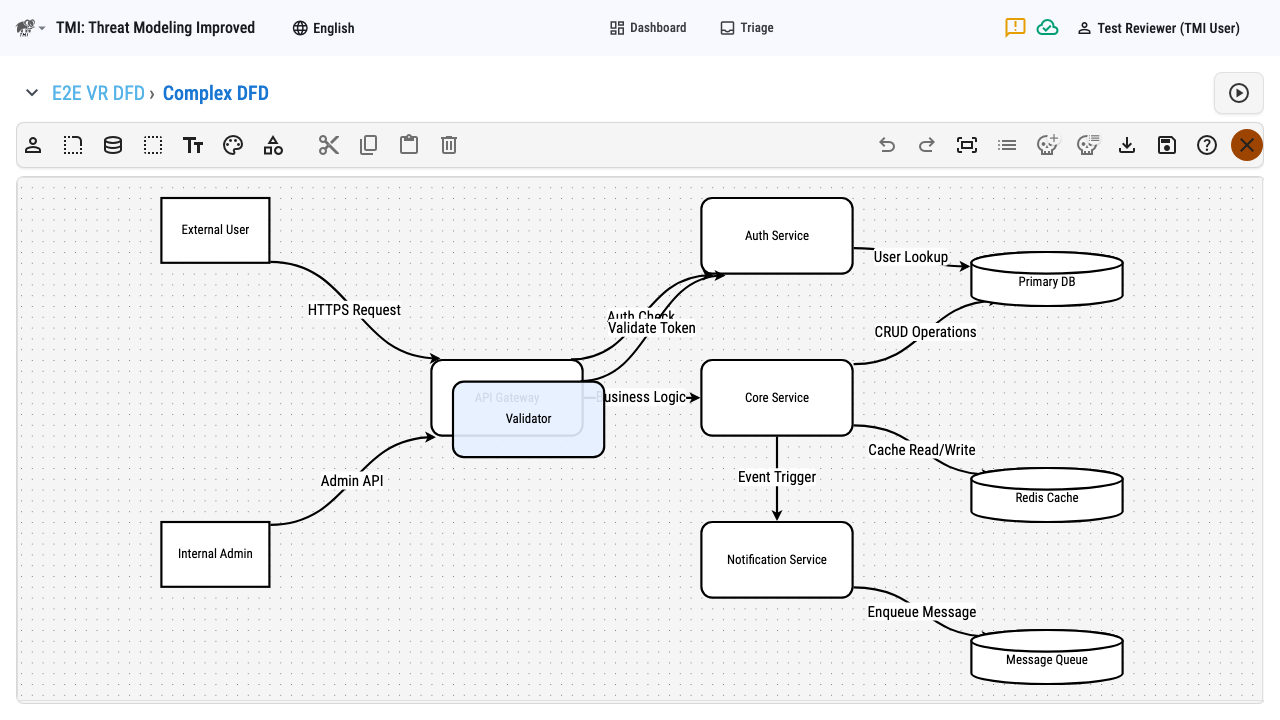 TMI
TMI: Threat Modeling Improved
English
Dashboard
Triage
Test Reviewer (TMI User)
E2E VR DFD › Complex DFD
Tт
External User
Auth Service
User Lookup
Primary DB
HTTPS Request
Auth Check
Validate Token
CRUD Operations
API Gateway
Business Logic
Core Service
Validator
Cache Read/Write
Admin API
Event Trigger
Redis Cache
Internal Admin
Notification Service
Enqueue Message
Message Queue